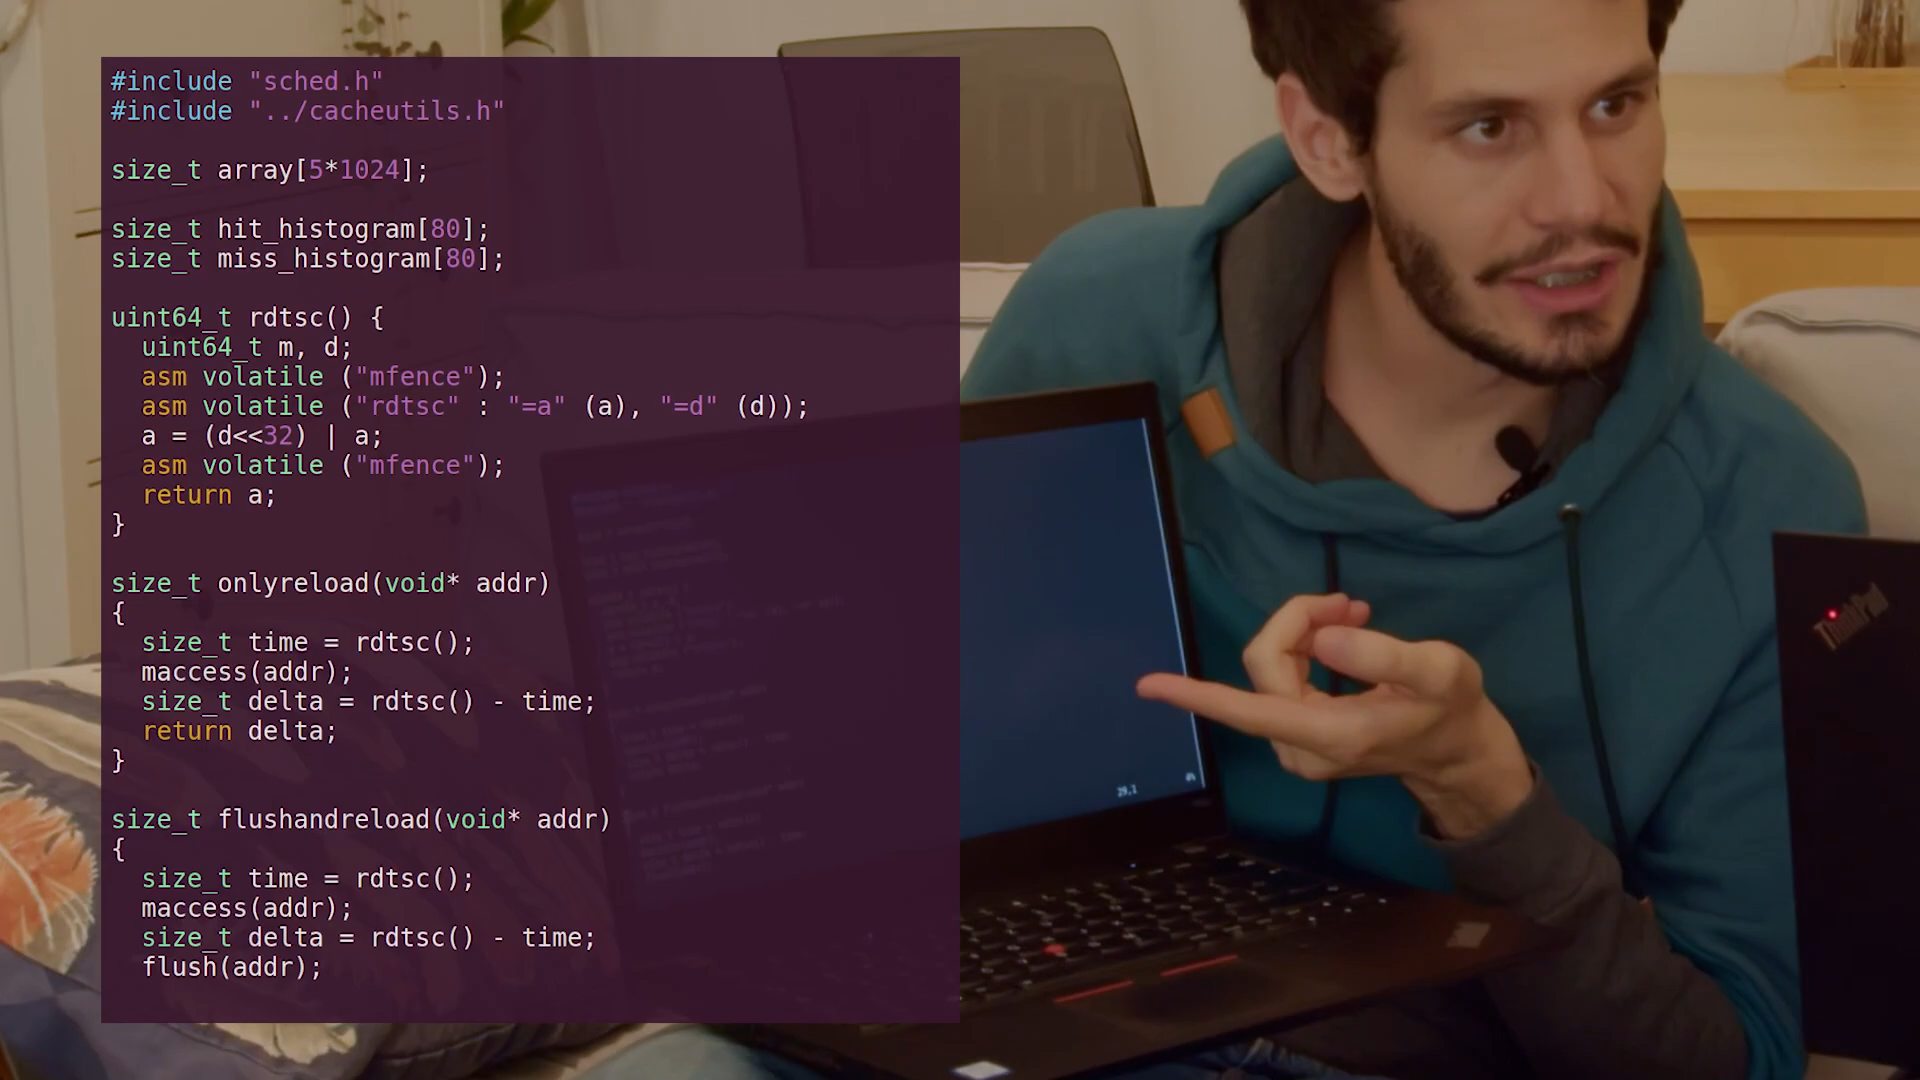 #include "sched.h"
#include "../cacheutils.h"
size_t array[5*1024];
size_t hit_histogram[80];
size_t miss_histogram[80];
uint64_t rdtsc() {
uint64_t m, d;
asm volatile ("mfence");
asm volatile ("rdtsc" : "=a" (a), "=d" (d));
a = (d<<32) | a;
asm volatile ("mfence");
return a;
}
size_t onlyreload(void* addr)
{
size_t time = rdtsc();
maccess(addr);
size_t delta = rdtsc() - time;
return delta;
}
size_t flushandreload(void* addr)
{
size_t time = rdtsc();
maccess(addr);
size_t delta = rdtsc() - time;
flush(addr);
29,1
ThinkPad